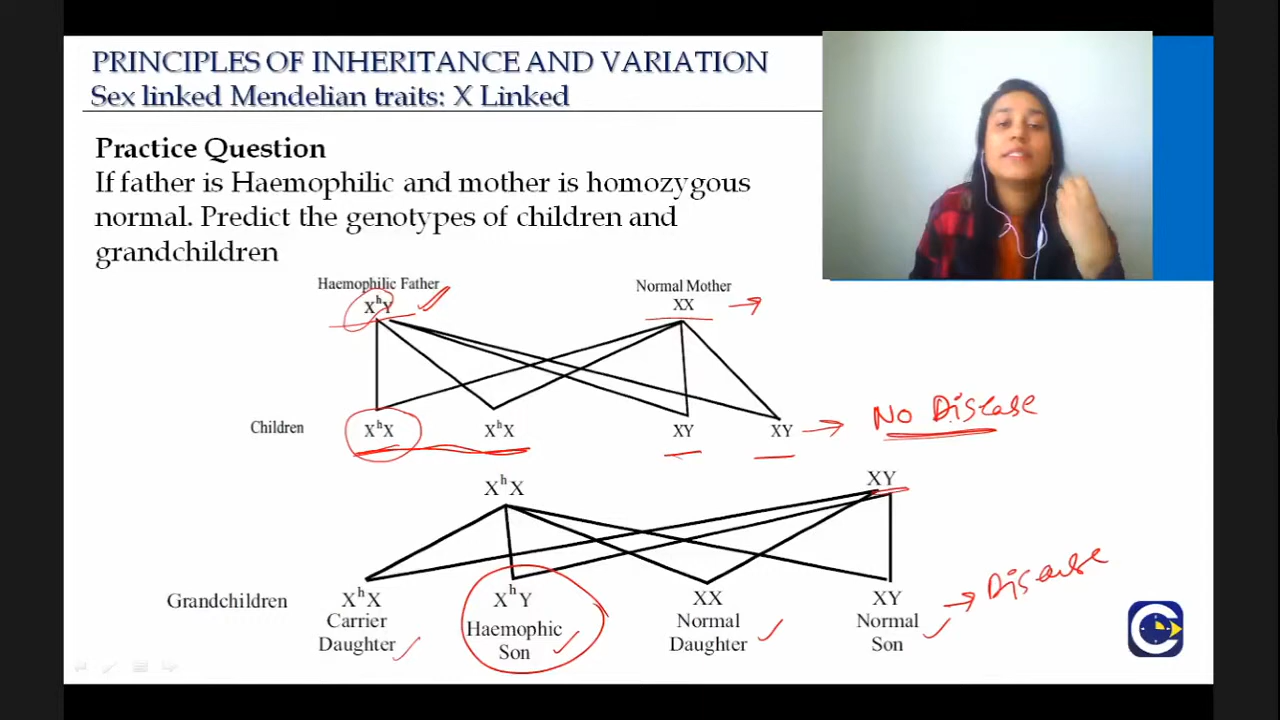 PRINCIPLES OF INHERITANCE AND VARIATION
Sex linked Mendelian traits: X Linked
Practice Question
If father is Haemophilic and mother is homozygous
normal. Predict the genotypes of children and
grandchildren
Haemophilic Father
Normal Mother
XʰY
XX
No Disease
Children
XʰX
XʰX
XY
XY
XʰX
XY
Disease
Grandchildren
XʰX
XʰY
XX
XY
Carrier
Daughter
Haemophic
Son
Normal
Daughter
Normal
Son